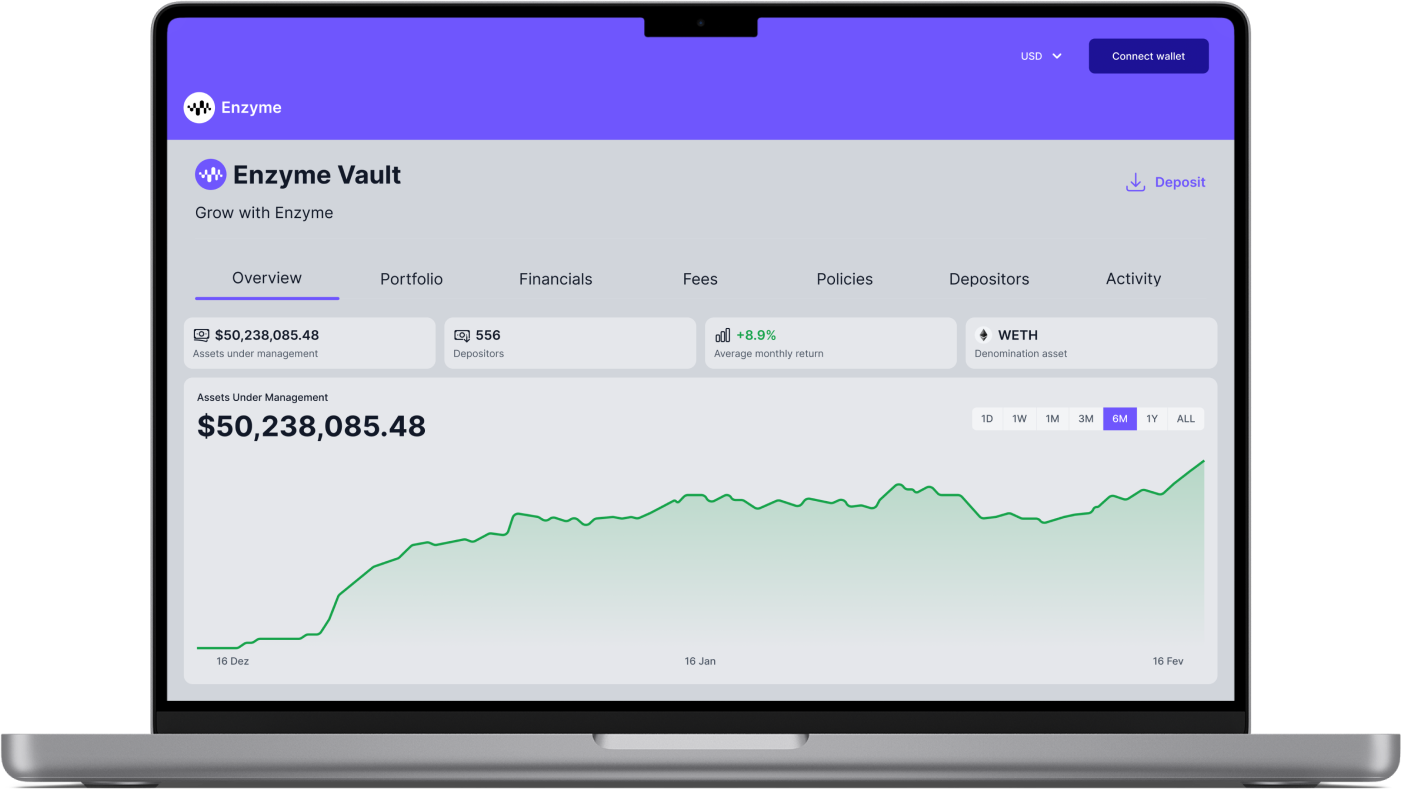 USD
Connect wallet
Enzyme
Enzyme Vault
Deposit
Grow with Enzyme
Overview Portfolio Financials Fees Policies Depositors Activity
$50,238,085.48
Assets under management
556
Depositors
+8.9%
Average monthly return
WETH
Denomination asset
Assets Under Management
$50,238,085.48
1D 1W 1M 3M 6M 1Y ALL
16 Dez 16 Jan 16 Fev